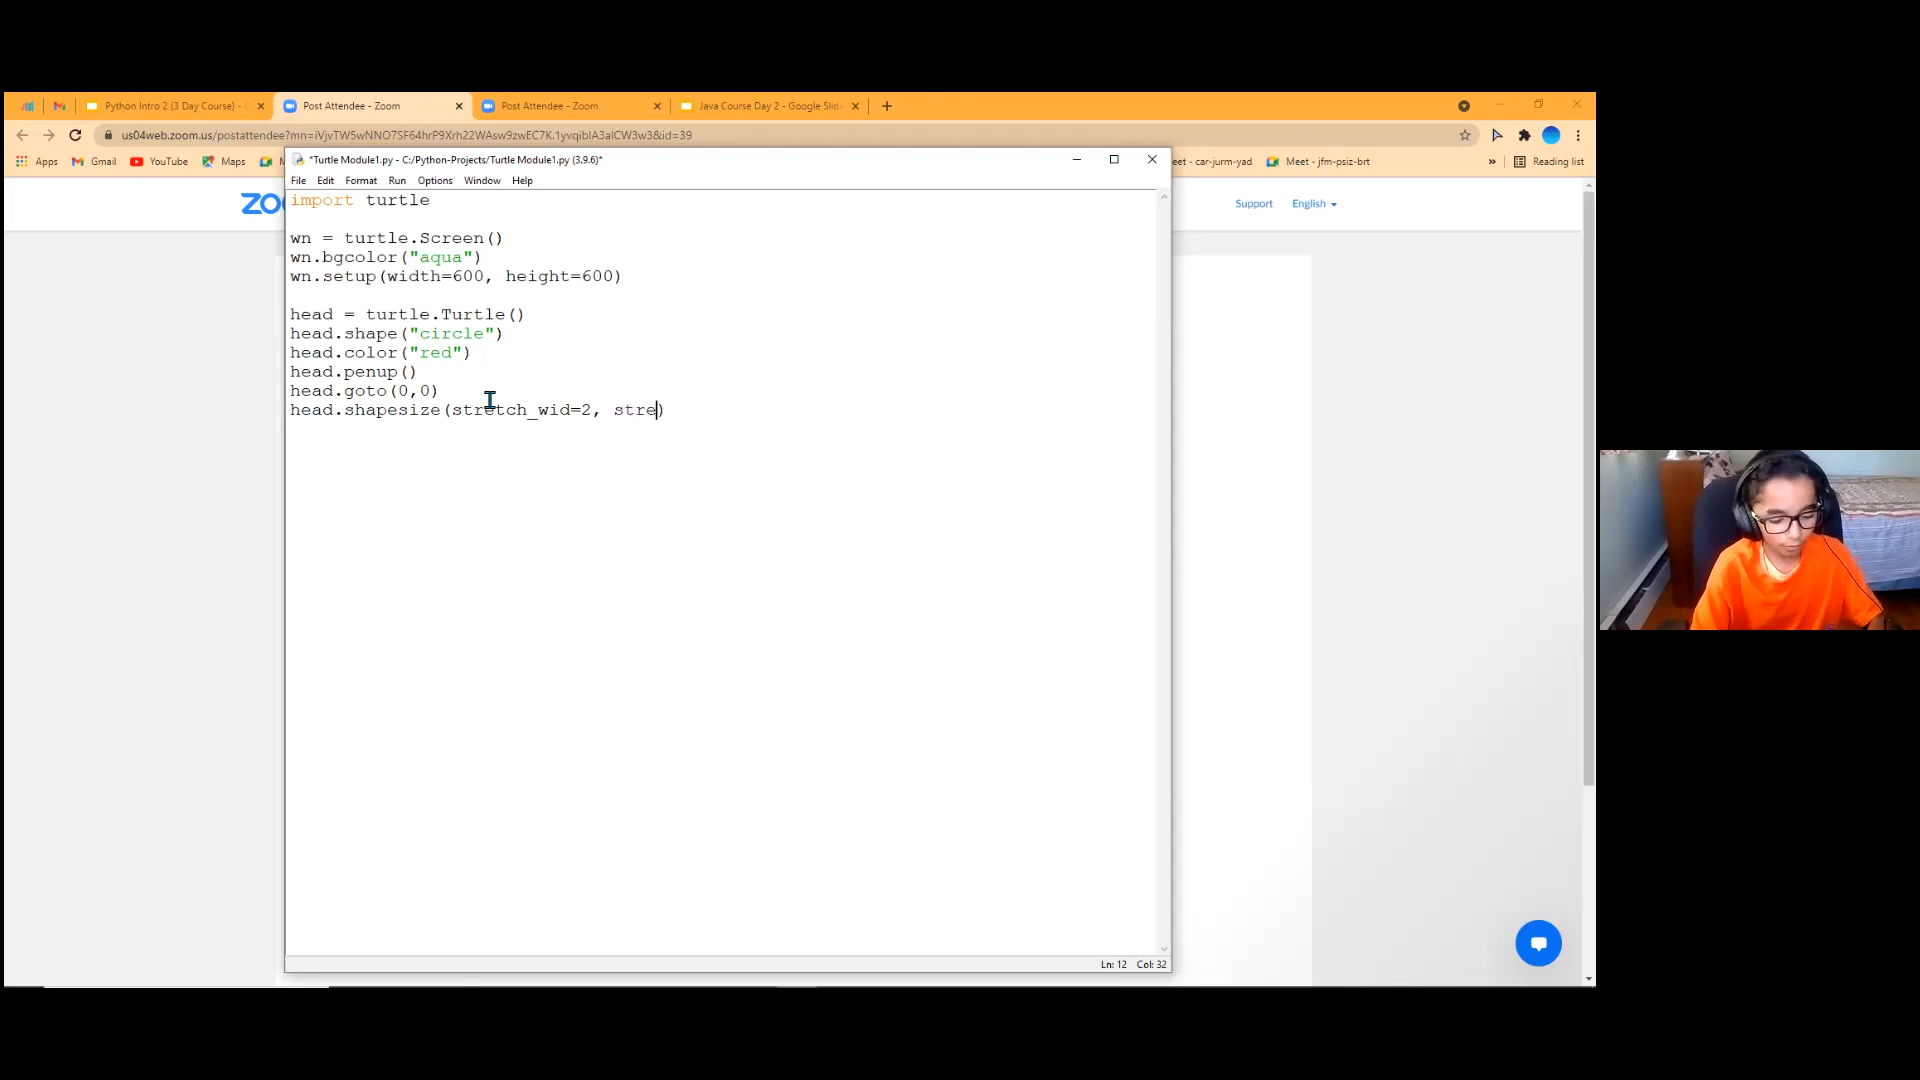 Python Intro 2 (3 Day Course) -
Post Attendee - Zoom
Post Attendee - Zoom
Java Course Day 2 - Google Slid
us04web.zoom.us/postattendee?mn=
&id=39
Apps
Gmail
YouTube
Maps
eet - car-jurm-yad
Meet - jfm-psiz-brt
»
Reading list
*Turtle Module1.py - C:/Python-Projects/Turtle Module1.py (3.9.6)*
File Edit Format Run Options Window Help
zo
Support
English
import turtle
wn = turtle.Screen()
wn.bgcolor("aqua")
wn.setup(width=600, height=600)
head = turtle.Turtle()
head.shape("circle")
head.color("red")
head.penup()
head.goto(0,0)
head.shapesize(stretch_wid=2, stre)
Ln: 12 Col: 32